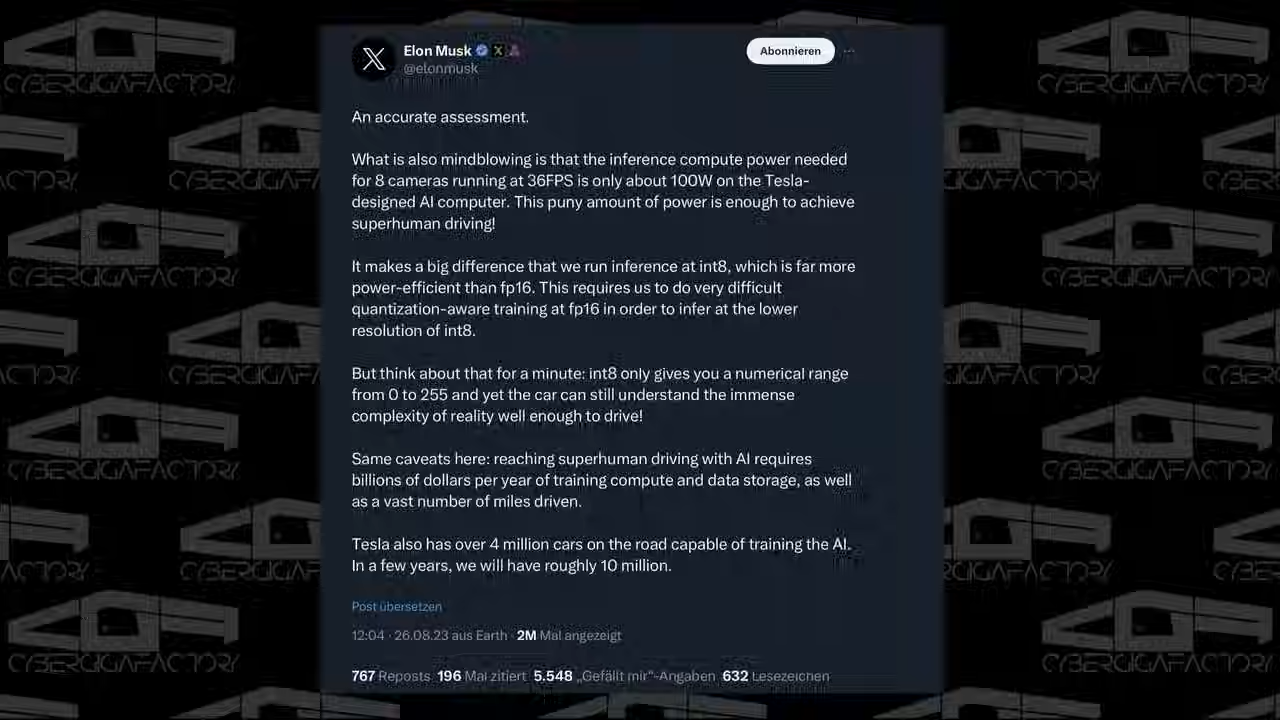 Elon Musk
@elonmusk
Abonnieren
An accurate assessment.
What is also mindblowing is that the inference compute power needed
for 8 cameras running at 36FPS is only about 100W on the Tesla-
designed AI computer. This puny amount of power is enough to achieve
superhuman driving!
It makes a big difference that we run inference at int8, which is far more
power-efficient than fp16. This requires us to do very difficult
quantization-aware training at fp16 in order to infer at the lower
resolution of int8.
But think about that for a minute: int8 only gives you a numerical range
from 0 to 255 and yet the car can still understand the immense
complexity of reality well enough to drive!
Same caveats here: reaching superhuman driving with AI requires
billions of dollars per year of training compute and data storage, as well
as a vast number of miles driven.
Tesla also has over 4 million cars on the road capable of training the AI.
In a few years, we will have roughly 10 million.
Post übersetzen
12:04 · 26.08.23 aus Earth · 2M Mal angezeigt
767 Reposts 196 Mal zitiert 5.548 „Gefällt mir“-Angaben 632 Lesezeichen
CYBERGIGAFACTORY
CYBERGIGAFACTORY
CYBERGIGAFACTORY
CYBERGIGAFACTORY
CYBERGIGAFACTORY
CYBERGIGAFACTORY
CYBERGIGAFACTORY
CYBERGIGAFACTORY